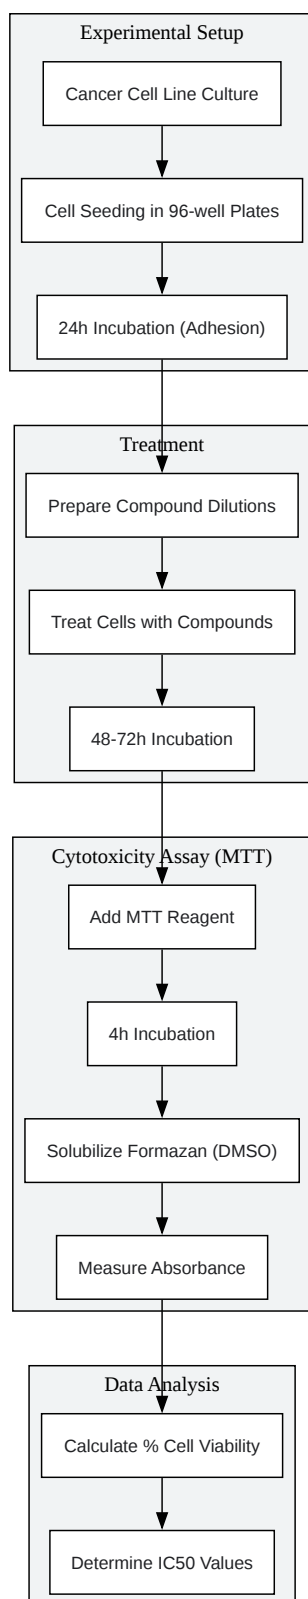 Experimental Setup
Cancer Cell Line Culture
Cell Seeding in 96-well Plates
24h Incubation (Adhesion)
Treatment
Prepare Compound Dilutions
Treat Cells with Compounds
48-72h Incubation
Cytotoxicity Assay (MTT)
Add MTT Reagent
4h Incubation
Solubilize Formazan (DMSO)
Measure Absorbance
Data Analysis
Calculate % Cell Viability
Determine IC50 Values